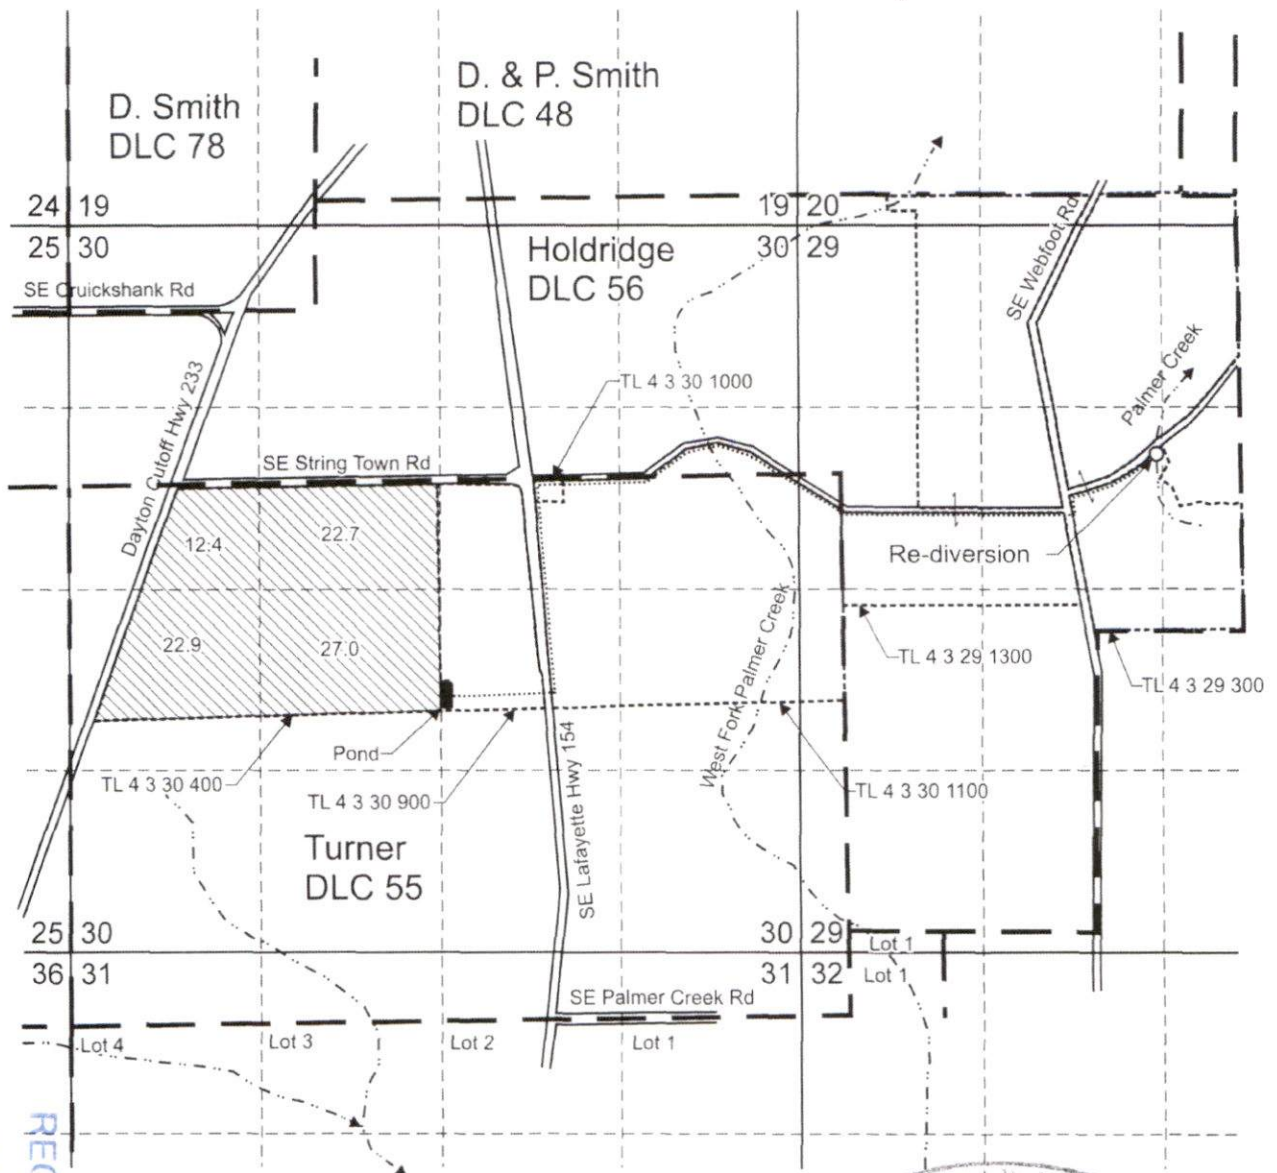 D. Smith
DLC 78
D. & P. Smith
DLC 48
24 19
25 30
19 20
30 29
Holdridge
DLC 56
SE Cruickshank Rd
SE Webfoot Rd
Dayton Cutoff Hwy 233
TL 4 3 30 1000
Palmer Creek
SE String Town Rd
12.4
22.7
22.9
27.0
Re-diversion
West Fork Palmer Creek
TL 4 3 29 1300
TL 4 3 29 300
Pond
TL 4 3 30 400
TL 4 3 30 900
TL 4 3 30 1100
SE Lafayette Hwy 154
Turner
DLC 55
25 30
36 31
30 29
31 32
Lot 1
Lot 1
SE Palmer Creek Rd
Lot 4
Lot 3
Lot 2
Lot 1